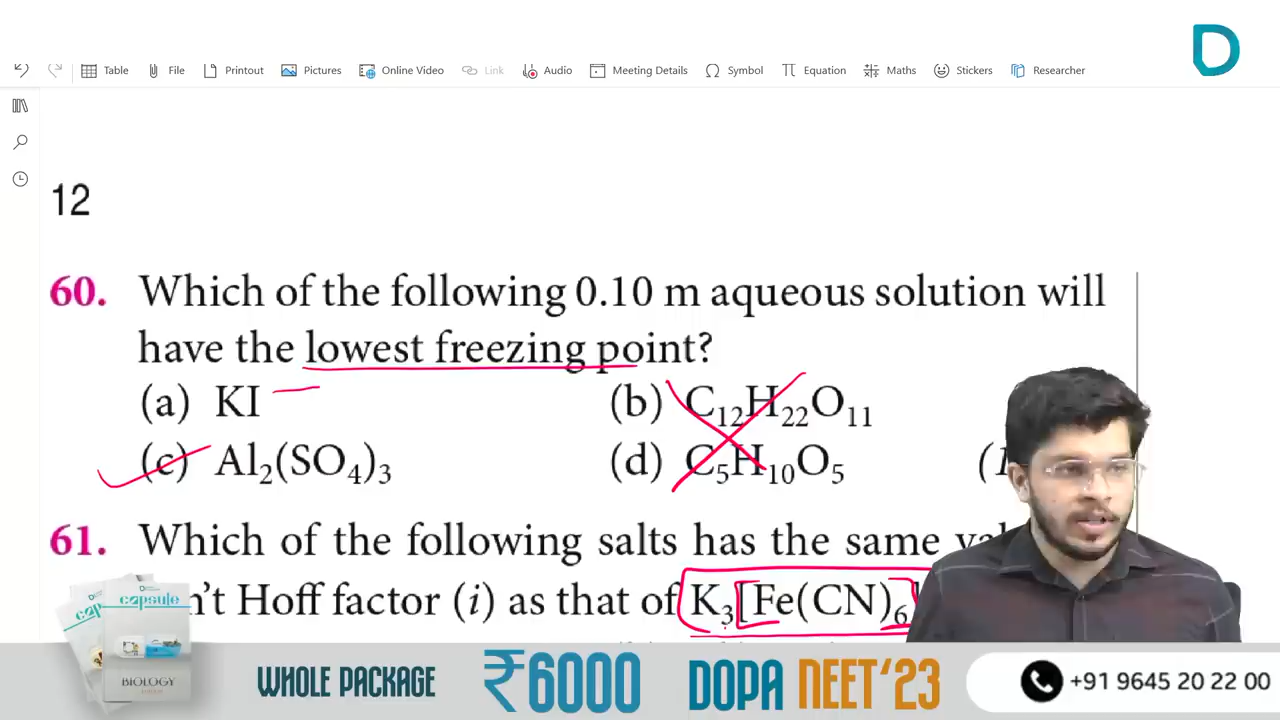 D
Table File Printout Pictures Online Video Link Audio Meeting Details Symbol Equation Maths Stickers Researcher
12
60. Which of the following 0.10 m aqueous solution will
have the lowest freezing point?
(a) KI (b) C₁₂H₂₂O₁₁
(c) Al₂(SO₄)₃ (d) C₅H₁₀O₅
61. Which of the following salts has the same
Hoff factor (i) as that of K₃[Fe(CN)₆
capsule
BIOLOGY
WHOLE PACKAGE ₹6000 DOPA NEET'23 +91 9645 20 22 00